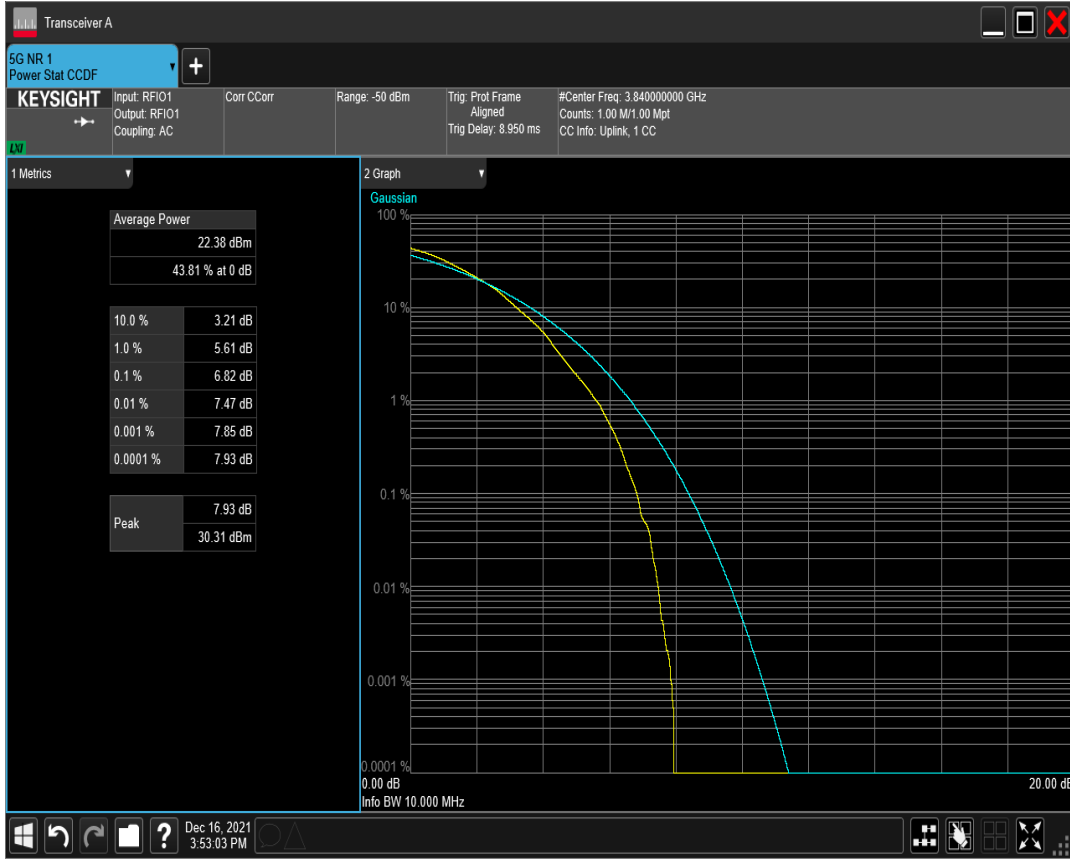 Transceiver A
5G NR 1
Power Stat CCDF
+
KEYSIGHT
LXI
Input: RFIO1
Output: RFIO1
Coupling: AC
Corr CCorr
Range: -50 dBm
Trig: Prot Frame
Aligned
Trig Delay: 8.950 ms
#Center Freq: 3.840000000 GHz
Counts: 1.00 M/1.00 Mpt
CC Info: Uplink, 1 CC
1 Metrics
Average Power
22.38 dBm
43.81 % at 0 dB
10.0 % 3.21 dB
1.0 % 5.61 dB
0.1 % 6.82 dB
0.01 % 7.47 dB
0.001 % 7.85 dB
0.0001 % 7.93 dB
Peak 7.93 dB
30.31 dBm
2 Graph
Gaussian
100 %
10 %
1 %
0.1 %
0.01 %
0.001 %
0.0001 %
0.00 dB 20.00 dB
Info BW 10.000 MHz
?
Dec 16, 2021
3:53:03 PM